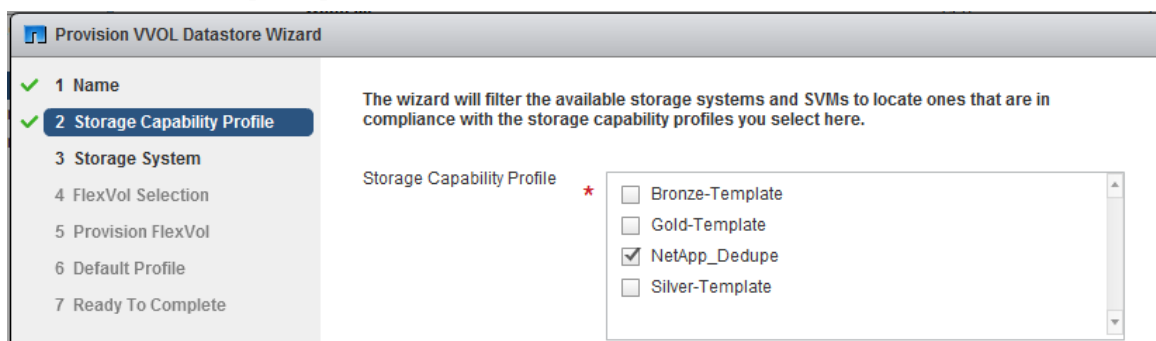 Provision VVOL Datastore Wizard
1 Name
2 Storage Capability Profile
3 Storage System
4 FlexVol Selection
5 Provision FlexVol
6 Default Profile
7 Ready To Complete
The wizard will filter the available storage systems and SVMs to locate ones that are in
compliance with the storage capability profiles you select here.
Storage Capability Profile *
Bronze-Template
Gold-Template
NetApp_Dedupe
Silver-Template